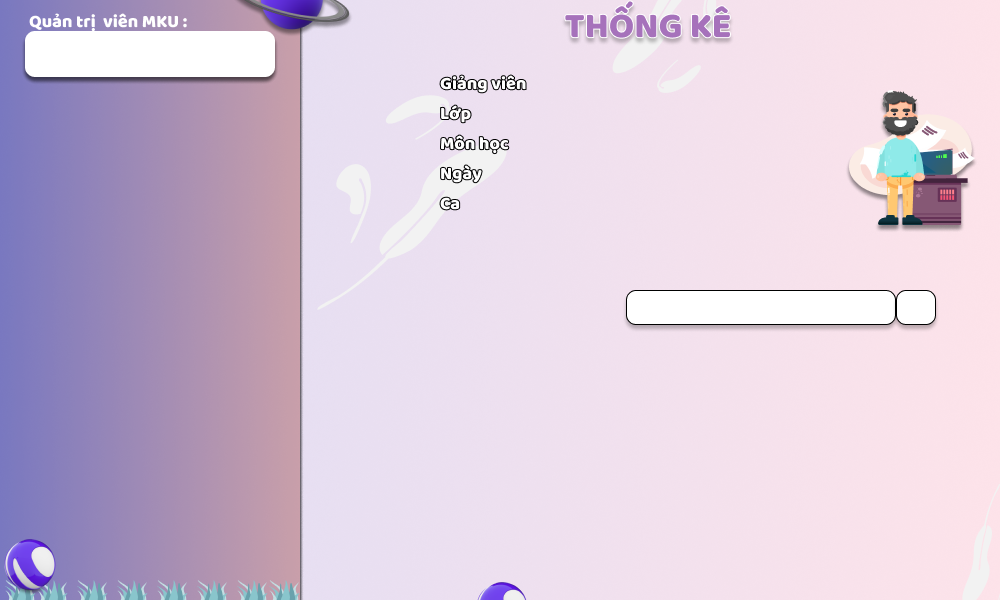 Quản trị viên MKU :
THỐNG KÊ
Giảng viên
Lớp
Môn học
Ngày
Ca